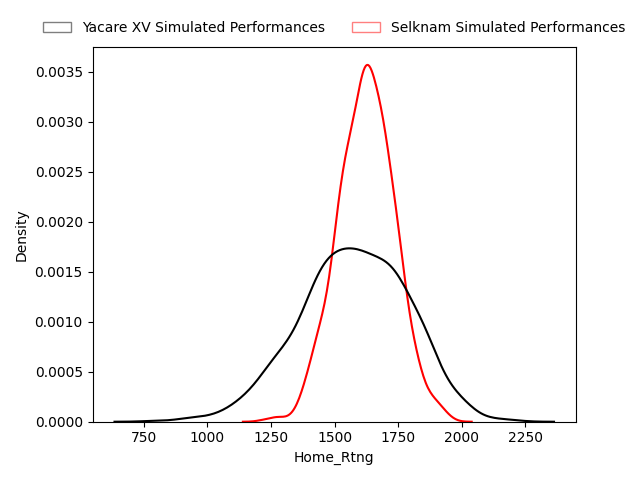 Yacare XV Simulated Performances Selknam Simulated Performances
0.0035
0.0030
0.0025
0.0020
0.0015
0.0010
0.0005
0.0000
Density
750 1000 1250 1500 1750 2000 2250
Home_Rtng